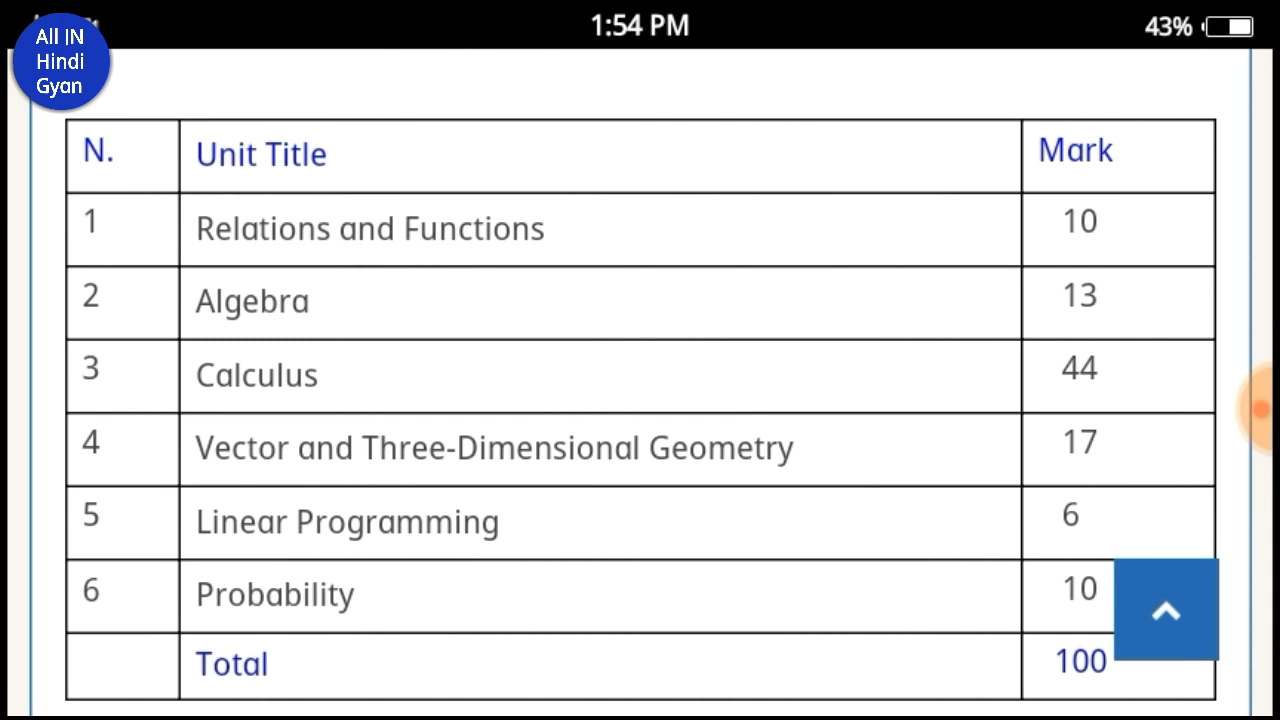 1:54 PM
43%
All IN
Hindi
Gyan
N. Unit Title Mark
1 Relations and Functions 10
2 Algebra 13
3 Calculus 44
4 Vector and Three-Dimensional Geometry 17
5 Linear Programming 6
6 Probability 10
Total 100